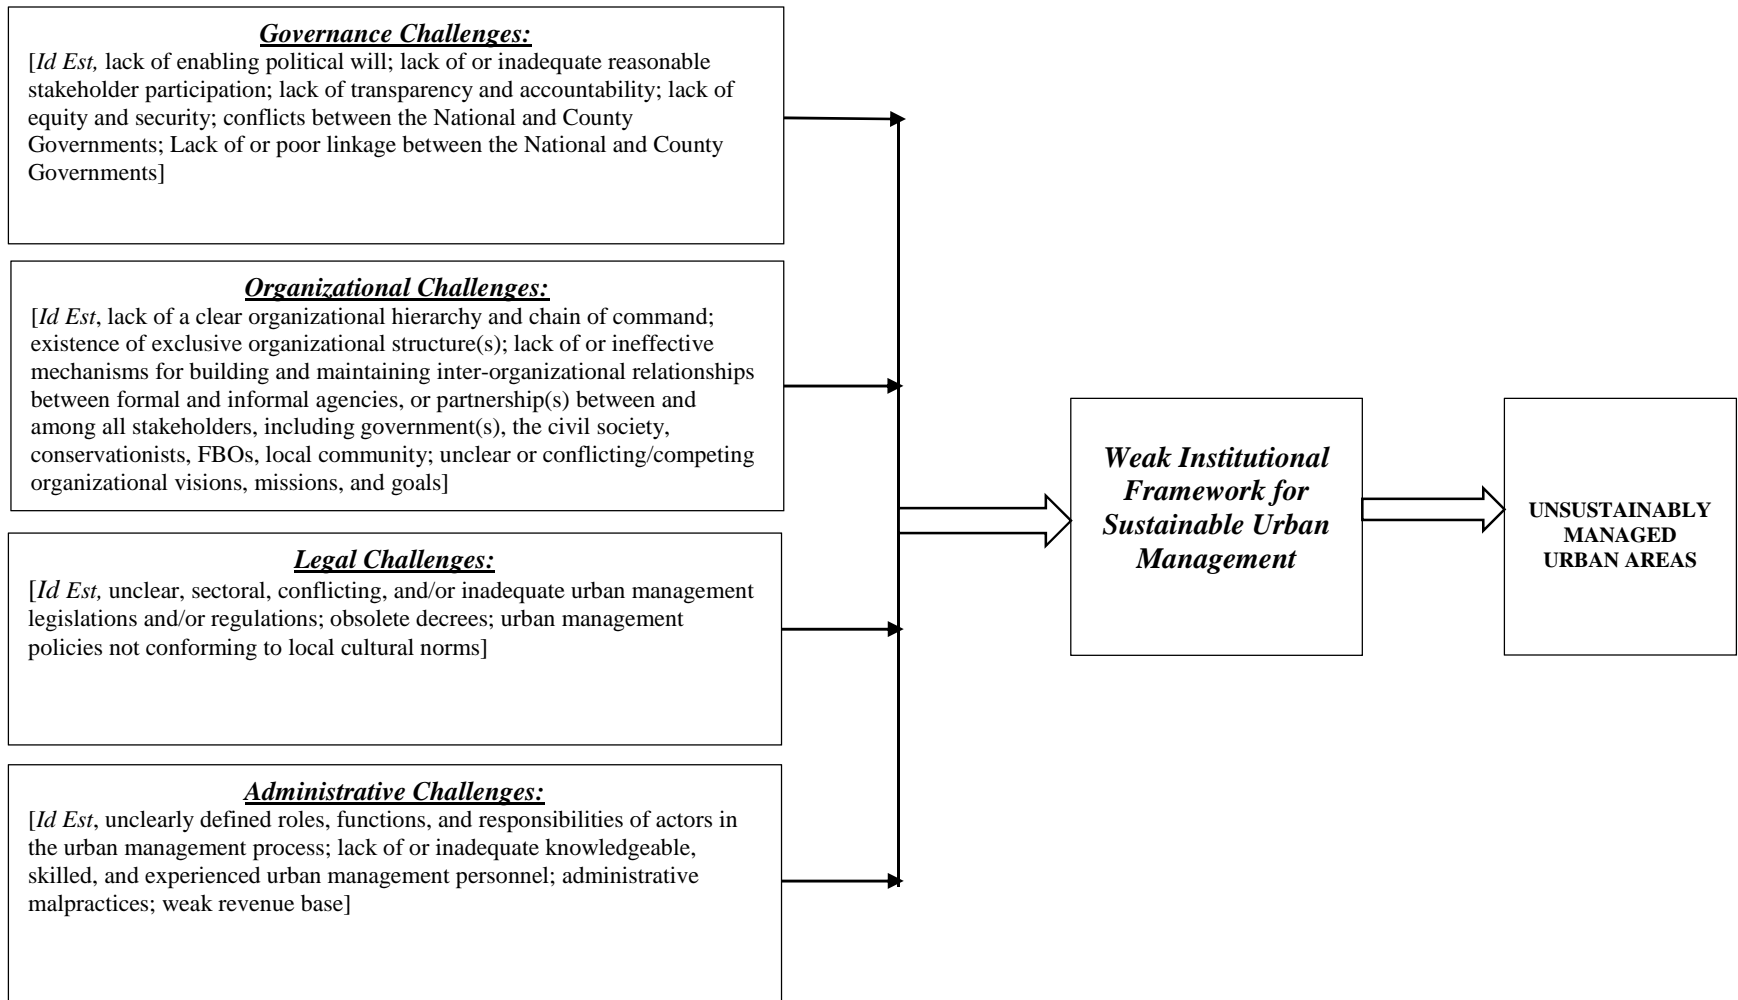 Governance Challenges:
[Id Est, lack of enabling political will; lack of or inadequate reasonable
stakeholder participation; lack of transparency and accountability; lack of
equity and security; conflicts between the National and County
Governments; Lack of or poor linkage between the National and County
Governments]
Organizational Challenges:
[Id Est, lack of a clear organizational hierarchy and chain of command;
existence of exclusive organizational structure(s); lack of or ineffective
mechanisms for building and maintaining inter-organizational relationships
between formal and informal agencies, or partnership(s) between and
among all stakeholders, including government(s), the civil society,
conservationists, FBOs, local community; unclear or conflicting/competing
organizational visions, missions, and goals]
Legal Challenges:
[Id Est, unclear, sectoral, conflicting, and/or inadequate urban management
legislations and/or regulations; obsolete decrees; urban management
policies not conforming to local cultural norms]
Administrative Challenges:
[Id Est, unclearly defined roles, functions, and responsibilities of actors in
the urban management process; lack of or inadequate knowledgeable,
skilled, and experienced urban management personnel; administrative
malpractices; weak revenue base]
Weak Institutional
Framework for
Sustainable Urban
Management
UNSUSTAINABLY
MANAGED
URBAN AREAS